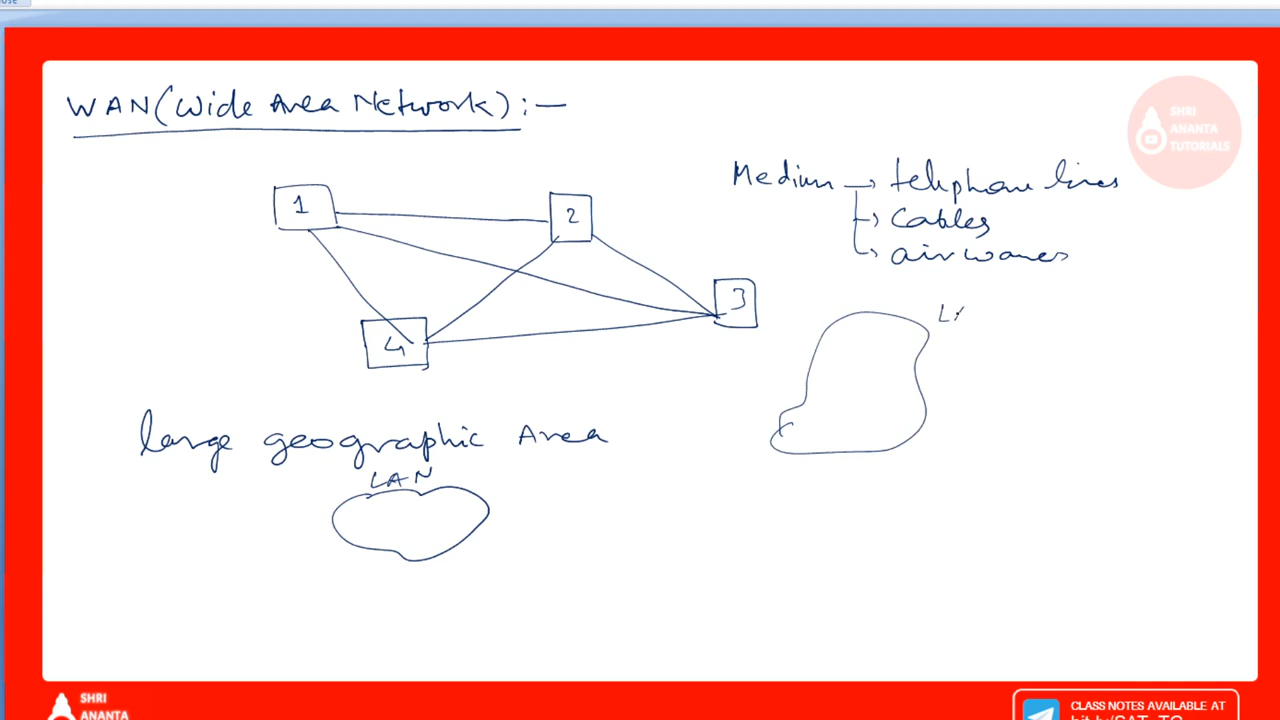 WAN(Wide Area Network):-
SHRI
ANANTA
TUTORIALS
Medium → telephone lines
→ Cables
→ air waves
1
2
3
4
large geographic Area
LAN
SHRI
ANANTA
CLASS NOTES AVAILABLE AT